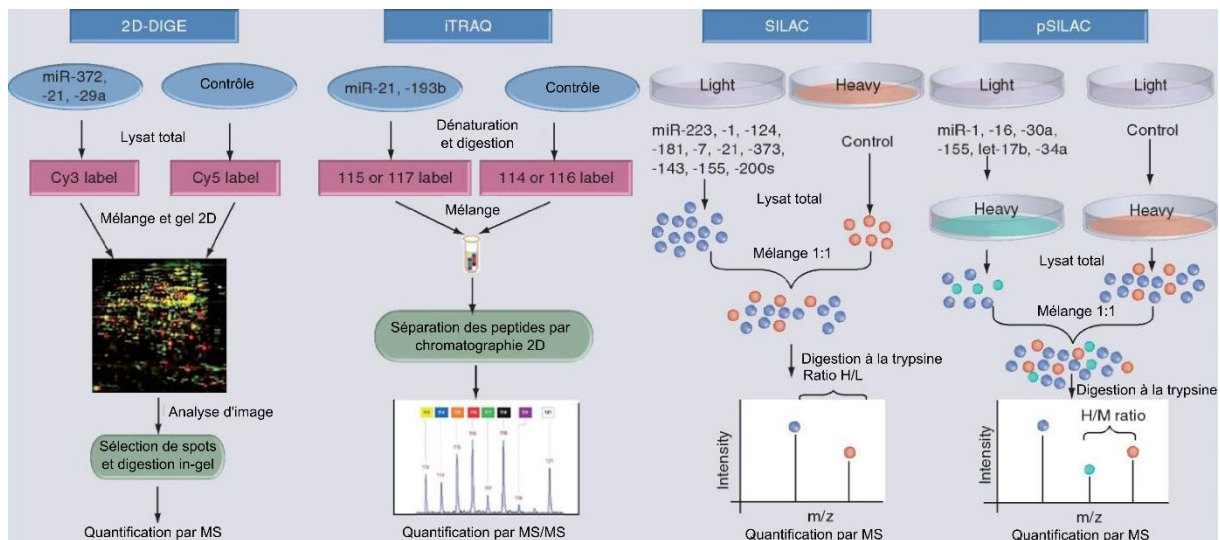 2D-DIGE
miR-372,
-21, -29a
Contrôle
Lysat total
Cy3 label
Cy5 label
Mélange et gel 2D
Analyse d'image
Sélection de spots
et digestion in-gel
Quantification par MS
iTRAQ
miR-21, -193b
Contrôle
Dénaturation
et digestion
115 or 117 label
114 or 116 label
Mélange
Séparation des peptides par
chromatographie 2D
121
114
121
Quantification par MS/MS
SILAC
Light
Heavy
miR-223, -1, -124,
-181, -7, -21, -373,
-143, -155, -200s
Control
Lysat total
Mélange 1:1
Digestion à la trypsine
Ratio H/L
Intensity
m/z
Quantification par MS
pSILAC
Light
Light
miR-1, -16, -30a,
-155, let-17b, -34a
Control
Heavy
Heavy
Lysat total
Mélange 1:1
Digestion à la trypsine
H/M ratio
Intensity
m/z
Quantification par MS